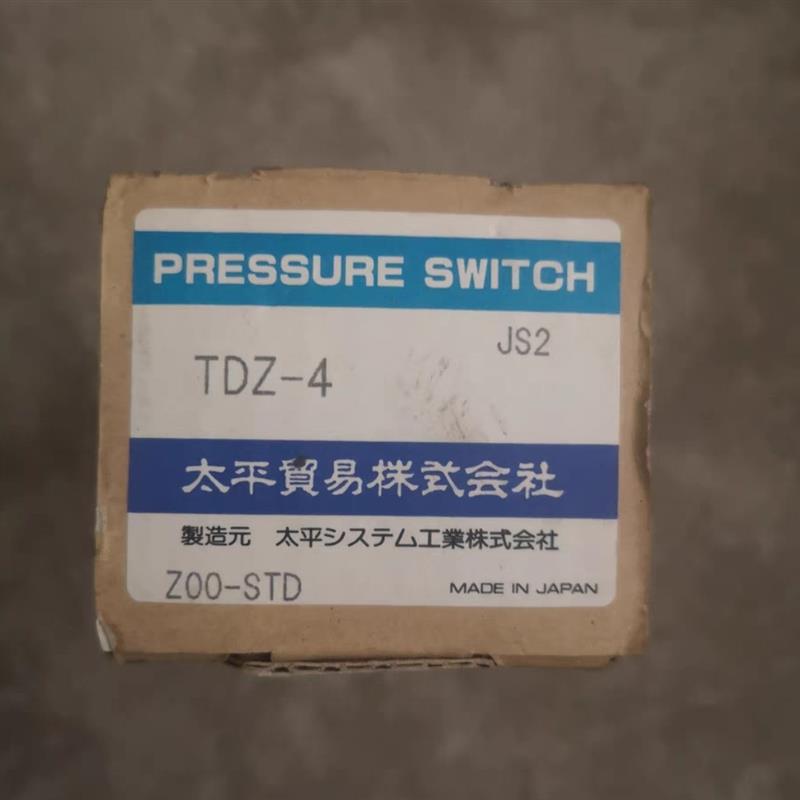 PRESSURE SWITCH
JS2
TDZ-4
太平貿易株式会社
製造元 太平システム工業株式会社
Z00-STD
MADE IN JAPAN